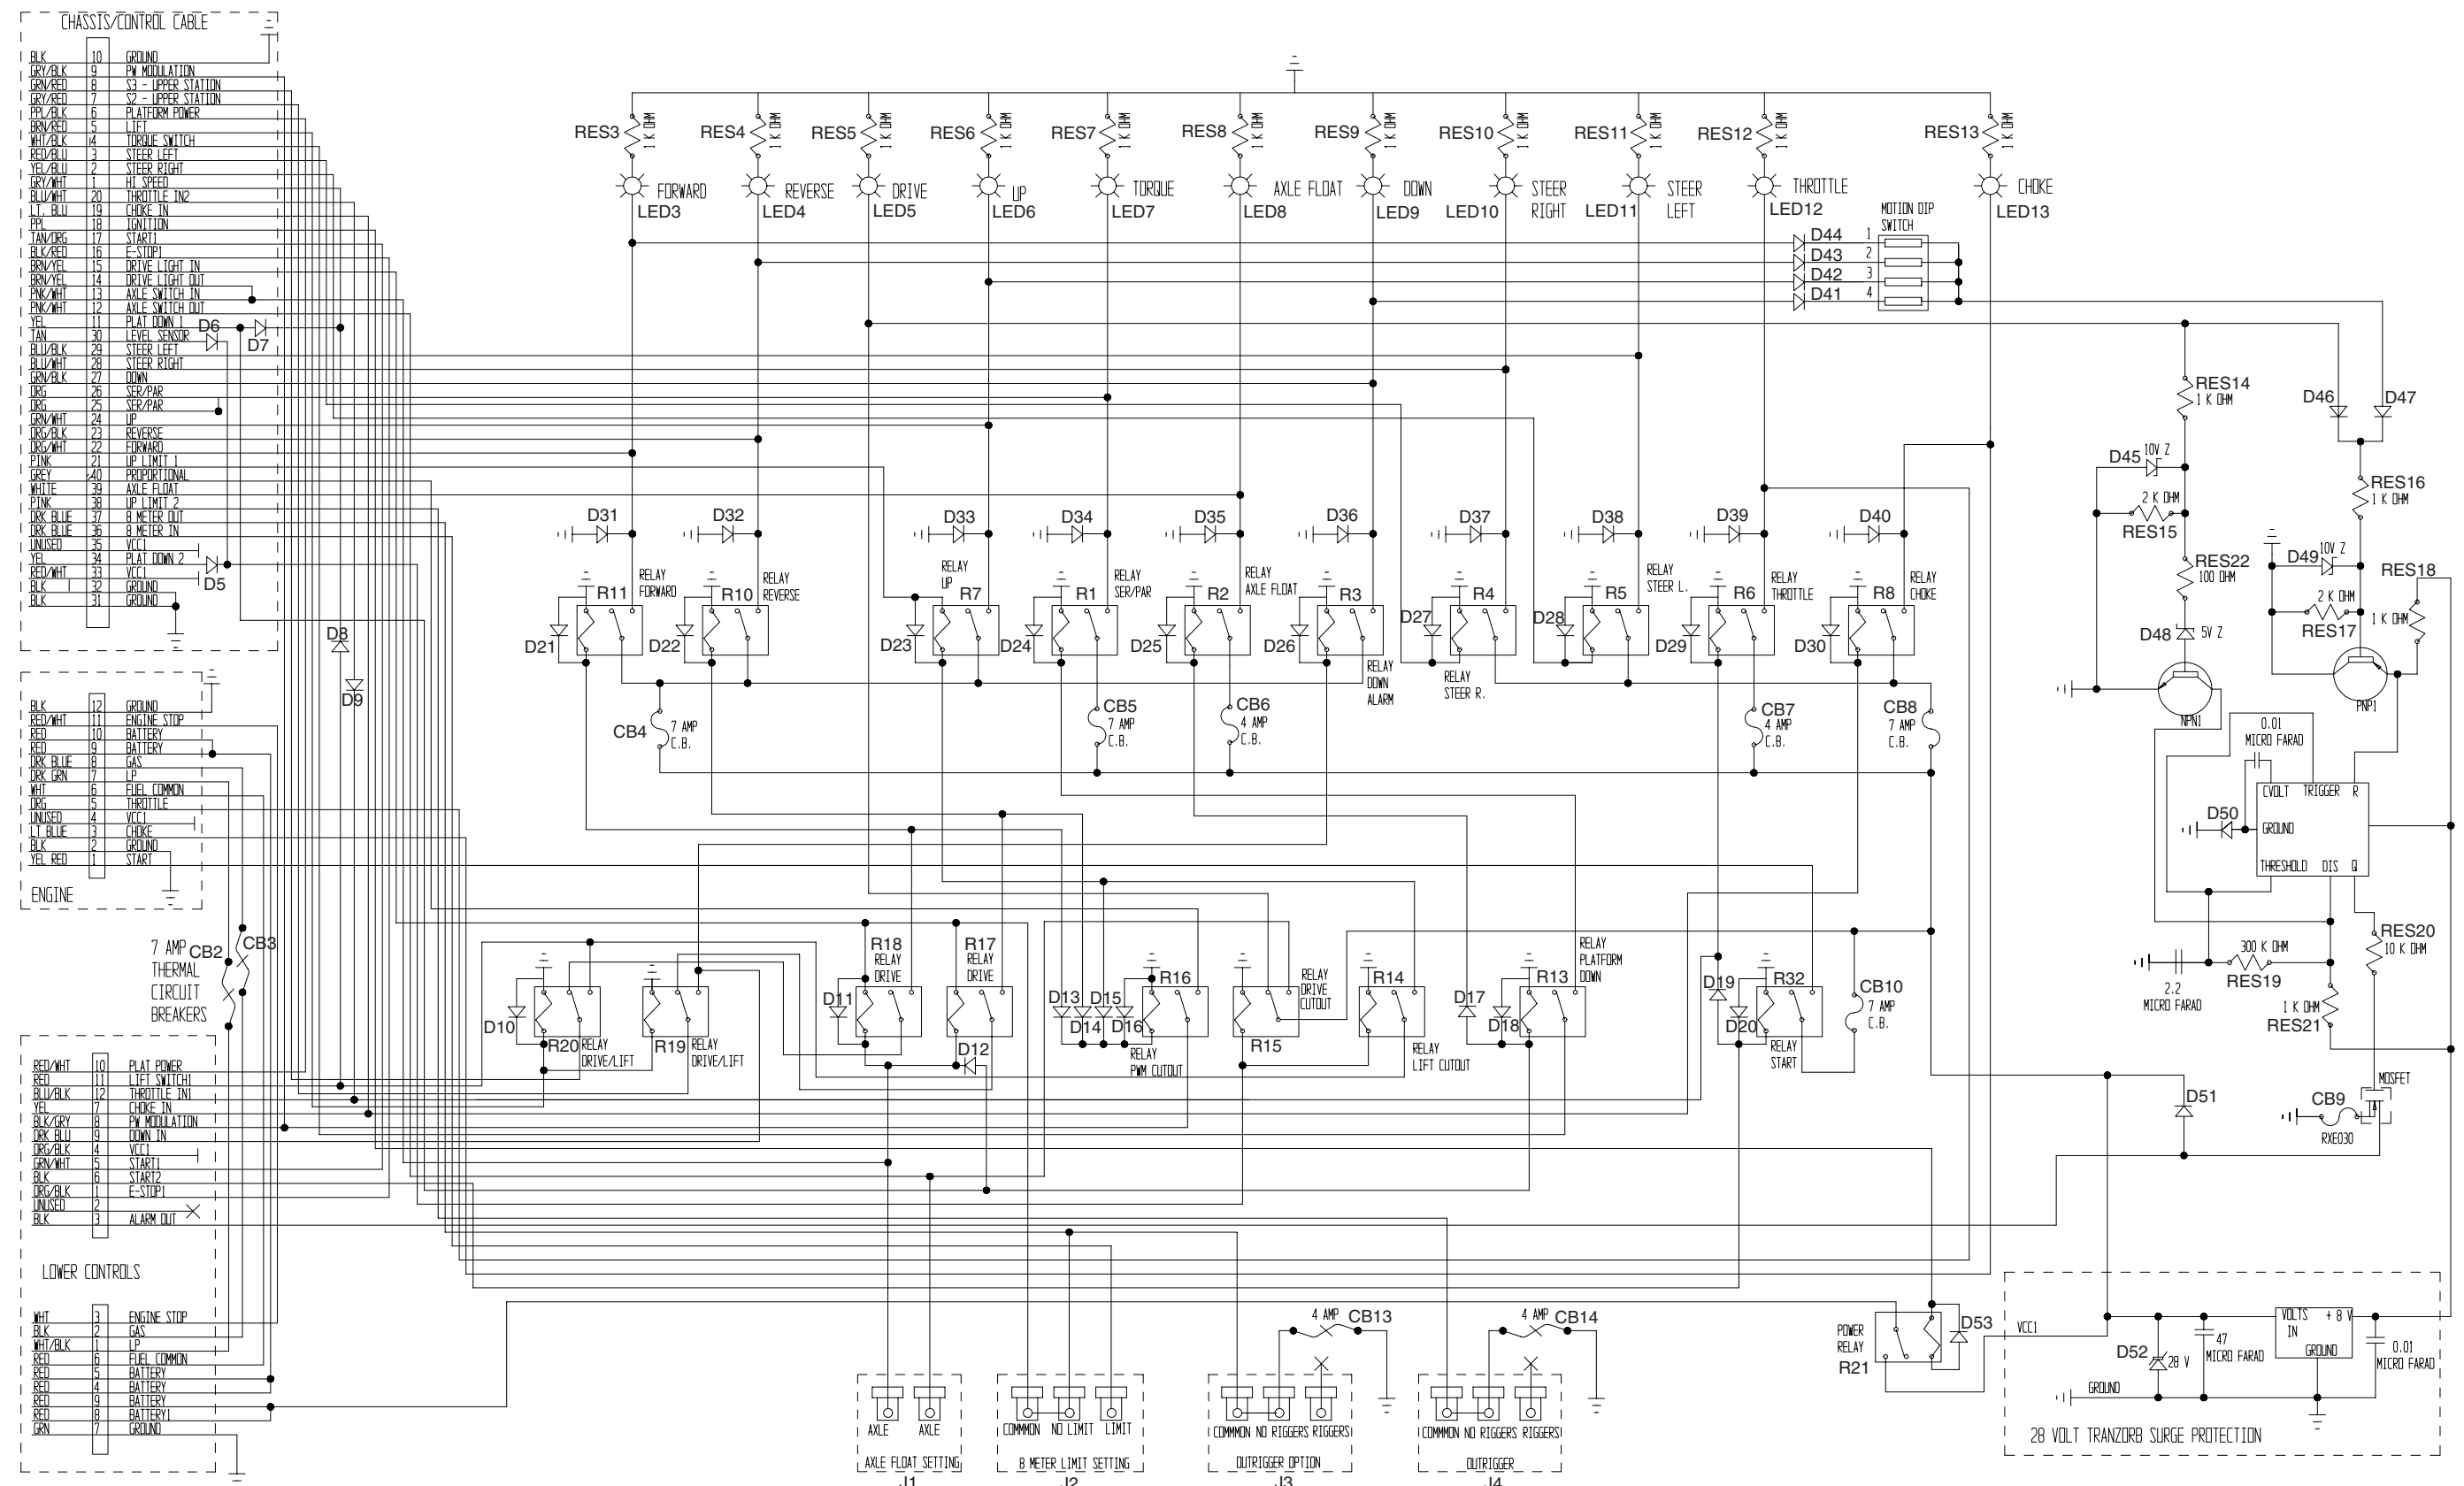 CHASSIS/CONTROL CABLE
BLK 10 GROUND
GRY/BLK 9 PW MODULATION
GRN/RED 8 S3 - UPPER STATION
GRY/RED 7 S2 - UPPER STATION
PPL/BLK 6 PLATFORM POWER
BRN/RED 5 LIFT
WHT/BLK 4 TORQUE SWITCH
RED/BLU 3 STEER LEFT
YEL/BLU 2 STEER RIGHT
GRY/WHT 1 HI SPEED
BLU/WHT 20 THROTTLE IN2
LT. BLU 19 CHOKE IN
PPL 18 IGNITION
TAN/ORG 17 START1
BLK/RED 16 E-STOP1
BRN/YEL 15 DRIVE LIGHT IN
BRN/YEL 14 DRIVE LIGHT OUT
PNK/WHT 13 AXLE SWITCH IN
PNK/WHT 12 AXLE SWITCH OUT
YEL 11 PLAT DOWN 1
TAN 30 LEVEL SENSOR
BLU/BLK 29 STEER LEFT
BLU/WHT 28 STEER RIGHT
GRN/BLK 27 DOWN
ORG 26 SER/PAR
ORG 25 SER/PAR
GRN/WHT 24 UP
ORG/BLK 23 REVERSE
ORG/WHT 22 FORWARD
PINK 21 UP LIMIT 1
GREY 40 PROPORTIONAL
WHITE 39 AXLE FLOAT
PINK 38 UP LIMIT 2
DRK BLUE 37 8 METER OUT
DRK BLUE 36 8 METER IN
UNUSED 35 VCC1
YEL 34 PLAT DOWN 2
RED/WHT 33 VCC1
BLK 32 GROUND
BLK 31 GROUND
D6
D7
D5
D8
D9
BLK 12 GROUND
RED/WHT 11 ENGINE STOP
RED 10 BATTERY
RED 9 BATTERY
DRK BLUE 8 GAS
DRK GRN 7 LP
WHT 6 FUEL COMMON
ORG 5 THROTTLE
UNUSED 4 VCC1
LT BLUE 3 CHOKE
BLK 2 GROUND
YEL RED 1 START
ENGINE
7 AMP CB2 CB3
THERMAL
CIRCUIT
BREAKERS
RED/WHT 10 PLAT POWER
RED 11 LIFT SWITCH1
BLU/BLK 12 THROTTLE IN1
YEL 7 CHOKE IN
BLK/GRY 8 PW MODULATION
DRK BLU 9 DOWN IN
ORG/BLK 4 VCC1
GRN/WHT 5 START1
BLK 6 START2
ORG/BLK 1 E-STOP1
UNUSED 2
BLK 3 ALARM OUT
LOWER CONTROLS
WHT 3 ENGINE STOP
BLK 2 GAS
WHT/BLK 1 LP
RED 6 FUEL COMMON
RED 5 BATTERY
RED 4 BATTERY
RED 9 BATTERY
RED 8 BATTERY1
GRN 7 GROUND
RES3 1 K OHM RES4 1 K OHM RES5 1 K OHM RES6 1 K OHM RES7 1 K OHM RES8 1 K OHM RES9 1 K OHM RES10 1 K OHM RES11 1 K OHM RES12 1 K OHM RES13 1 K OHM
FORWARD REVERSE DRIVE UP TORQUE AXLE FLOAT DOWN STEER RIGHT STEER LEFT THROTTLE CHOKE
LED3 LED4 LED5 LED6 LED7 LED8 LED9 LED10 LED11 LED12 LED13
MOTION DIP
SWITCH
D44 1
D43 2
D42 3
D41 4
D31 D32 D33 D34 D35 D36 D37 D38 D39 D40
R11 RELAY FORWARD
R10 RELAY REVERSE
RELAY UP R7
R1 RELAY SER/PAR
R2 RELAY AXLE FLOAT
R3 RELAY DOWN ALARM
R4 RELAY STEER R.
R5 RELAY STEER L.
R6 RELAY THROTTLE
R8 RELAY CHOKE
D21 D22 D23 D24 D25 D26 D27 D28 D29 D30
CB4 7 AMP C.B.
CB5 7 AMP C.B.
CB6 4 AMP C.B.
CB7 4 AMP C.B.
CB8 7 AMP C.B.
D10 R20 RELAY DRIVE/LIFT
R19 RELAY DRIVE/LIFT
D11 R18 RELAY DRIVE
R17 RELAY DRIVE
D12
D13 D14 D15 D16
R16 RELAY PWM CUTOUT
R15 RELAY DRIVE CUTOUT
R14 RELAY LIFT CUTOUT
D17 D18
R13 RELAY PLATFORM DOWN
D19 D20
R32 RELAY START
CB10 7 AMP C.B.
RES14 1 K OHM
D46 D47
D45 10V Z
2 K OHM
RES15
RES22 100 OHM
D48 5V Z
NPN1
RES16 1 K OHM
D49 10V Z
RES18
1 K OHM
2 K OHM
RES17
PNP1
0.01
MICRO FARAD
CVOLT TRIGGER R
D50 GROUND
THRESHOLD DIS Q
RES20
10 K OHM
300 K OHM
RES19
2.2
MICRO FARAD
1 K OHM
RES21
MOSFET
D51
CB9
RXE030
POWER
RELAY
R21
D53
VCC1
D52 28 V
47
MICRO FARAD
VOLTS IN + 8 V
GROUND
0.01
MICRO FARAD
GROUND
28 VOLT TRANZORB SURGE PROTECTION
AXLE AXLE
AXLE FLOAT SETTING
J1
COMMMON NO LIMIT LIMIT
8 METER LIMIT SETTING
J2
4 AMP CB13
COMMMON NO RIGGERS RIGGERS
OUTRIGGER OPTION
J3
4 AMP CB14
COMMMON NO RIGGERS RIGGERS
OUTRIGGER
J4